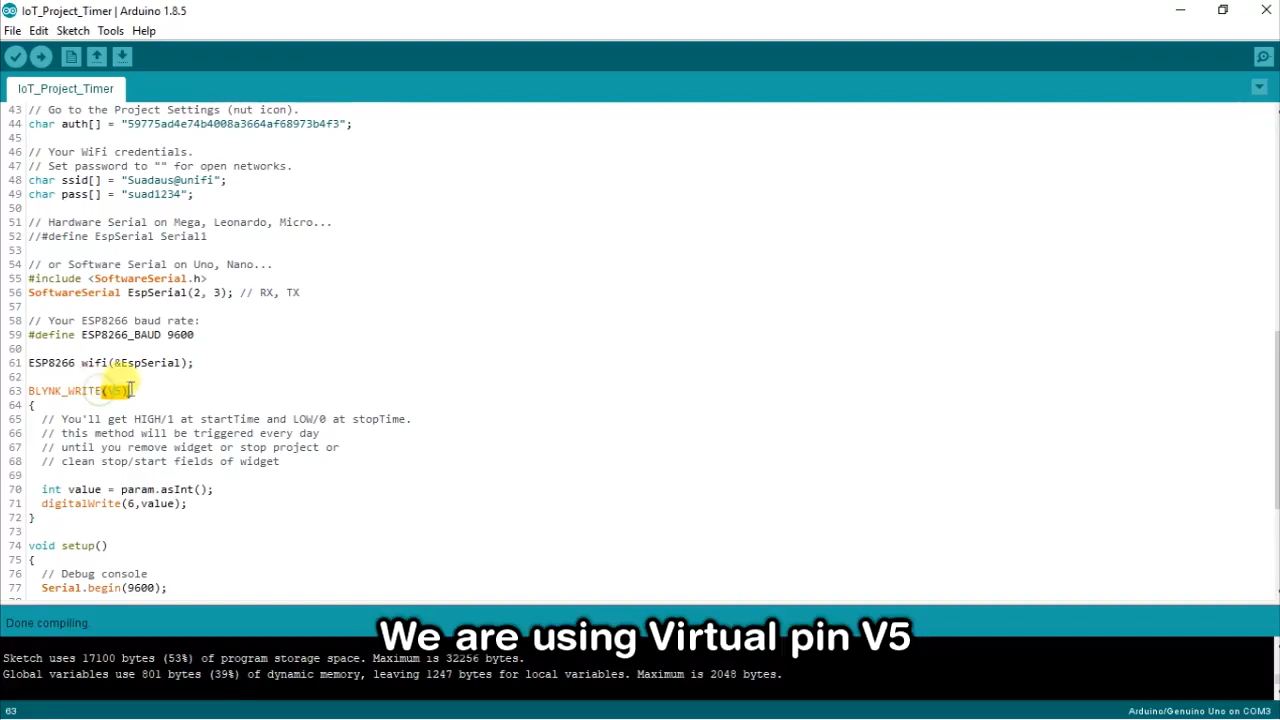 IoT_Project_Timer | Arduino 1.8.5
File Edit Sketch Tools Help
IoT_Project_Timer
43 // Go to the Project Settings (nut icon).
44 char auth[] = "59775ad4e74b4008a3664af68973b4f3";
45
46 // Your WiFi credentials.
47 // Set password to "" for open networks.
48 char ssid[] = "Suadaus@unifi";
49 char pass[] = "suad1234";
50
51 // Hardware Serial on Mega, Leonardo, Micro...
52 //#define EspSerial Serial1
53
54 // or Software Serial on Uno, Nano...
55 #include <SoftwareSerial.h>
56 SoftwareSerial EspSerial(2, 3); // RX, TX
57
58 // Your ESP8266 baud rate:
59 #define ESP8266_BAUD 9600
60
61 ESP8266 wifi(&EspSerial);
62
63 BLYNK_WRITE(V5)
64 {
65 // You'll get HIGH/1 at startTime and LOW/0 at stopTime.
66 // this method will be triggered every day
67 // until you remove widget or stop project or
68 // clean stop/start fields of widget
69
70 int value = param.asInt();
71 digitalWrite(6,value);
72 }
73
74 void setup()
75 {
76 // Debug console
77 Serial.begin(9600);
Done compiling.
We are using Virtual pin V5
Sketch uses 17100 bytes (53%) of program storage space. Maximum is 32256 bytes.
Global variables use 801 bytes (39%) of dynamic memory, leaving 1247 bytes for local variables. Maximum is 2048 bytes.
63
Arduino/Genuino Uno on COM3